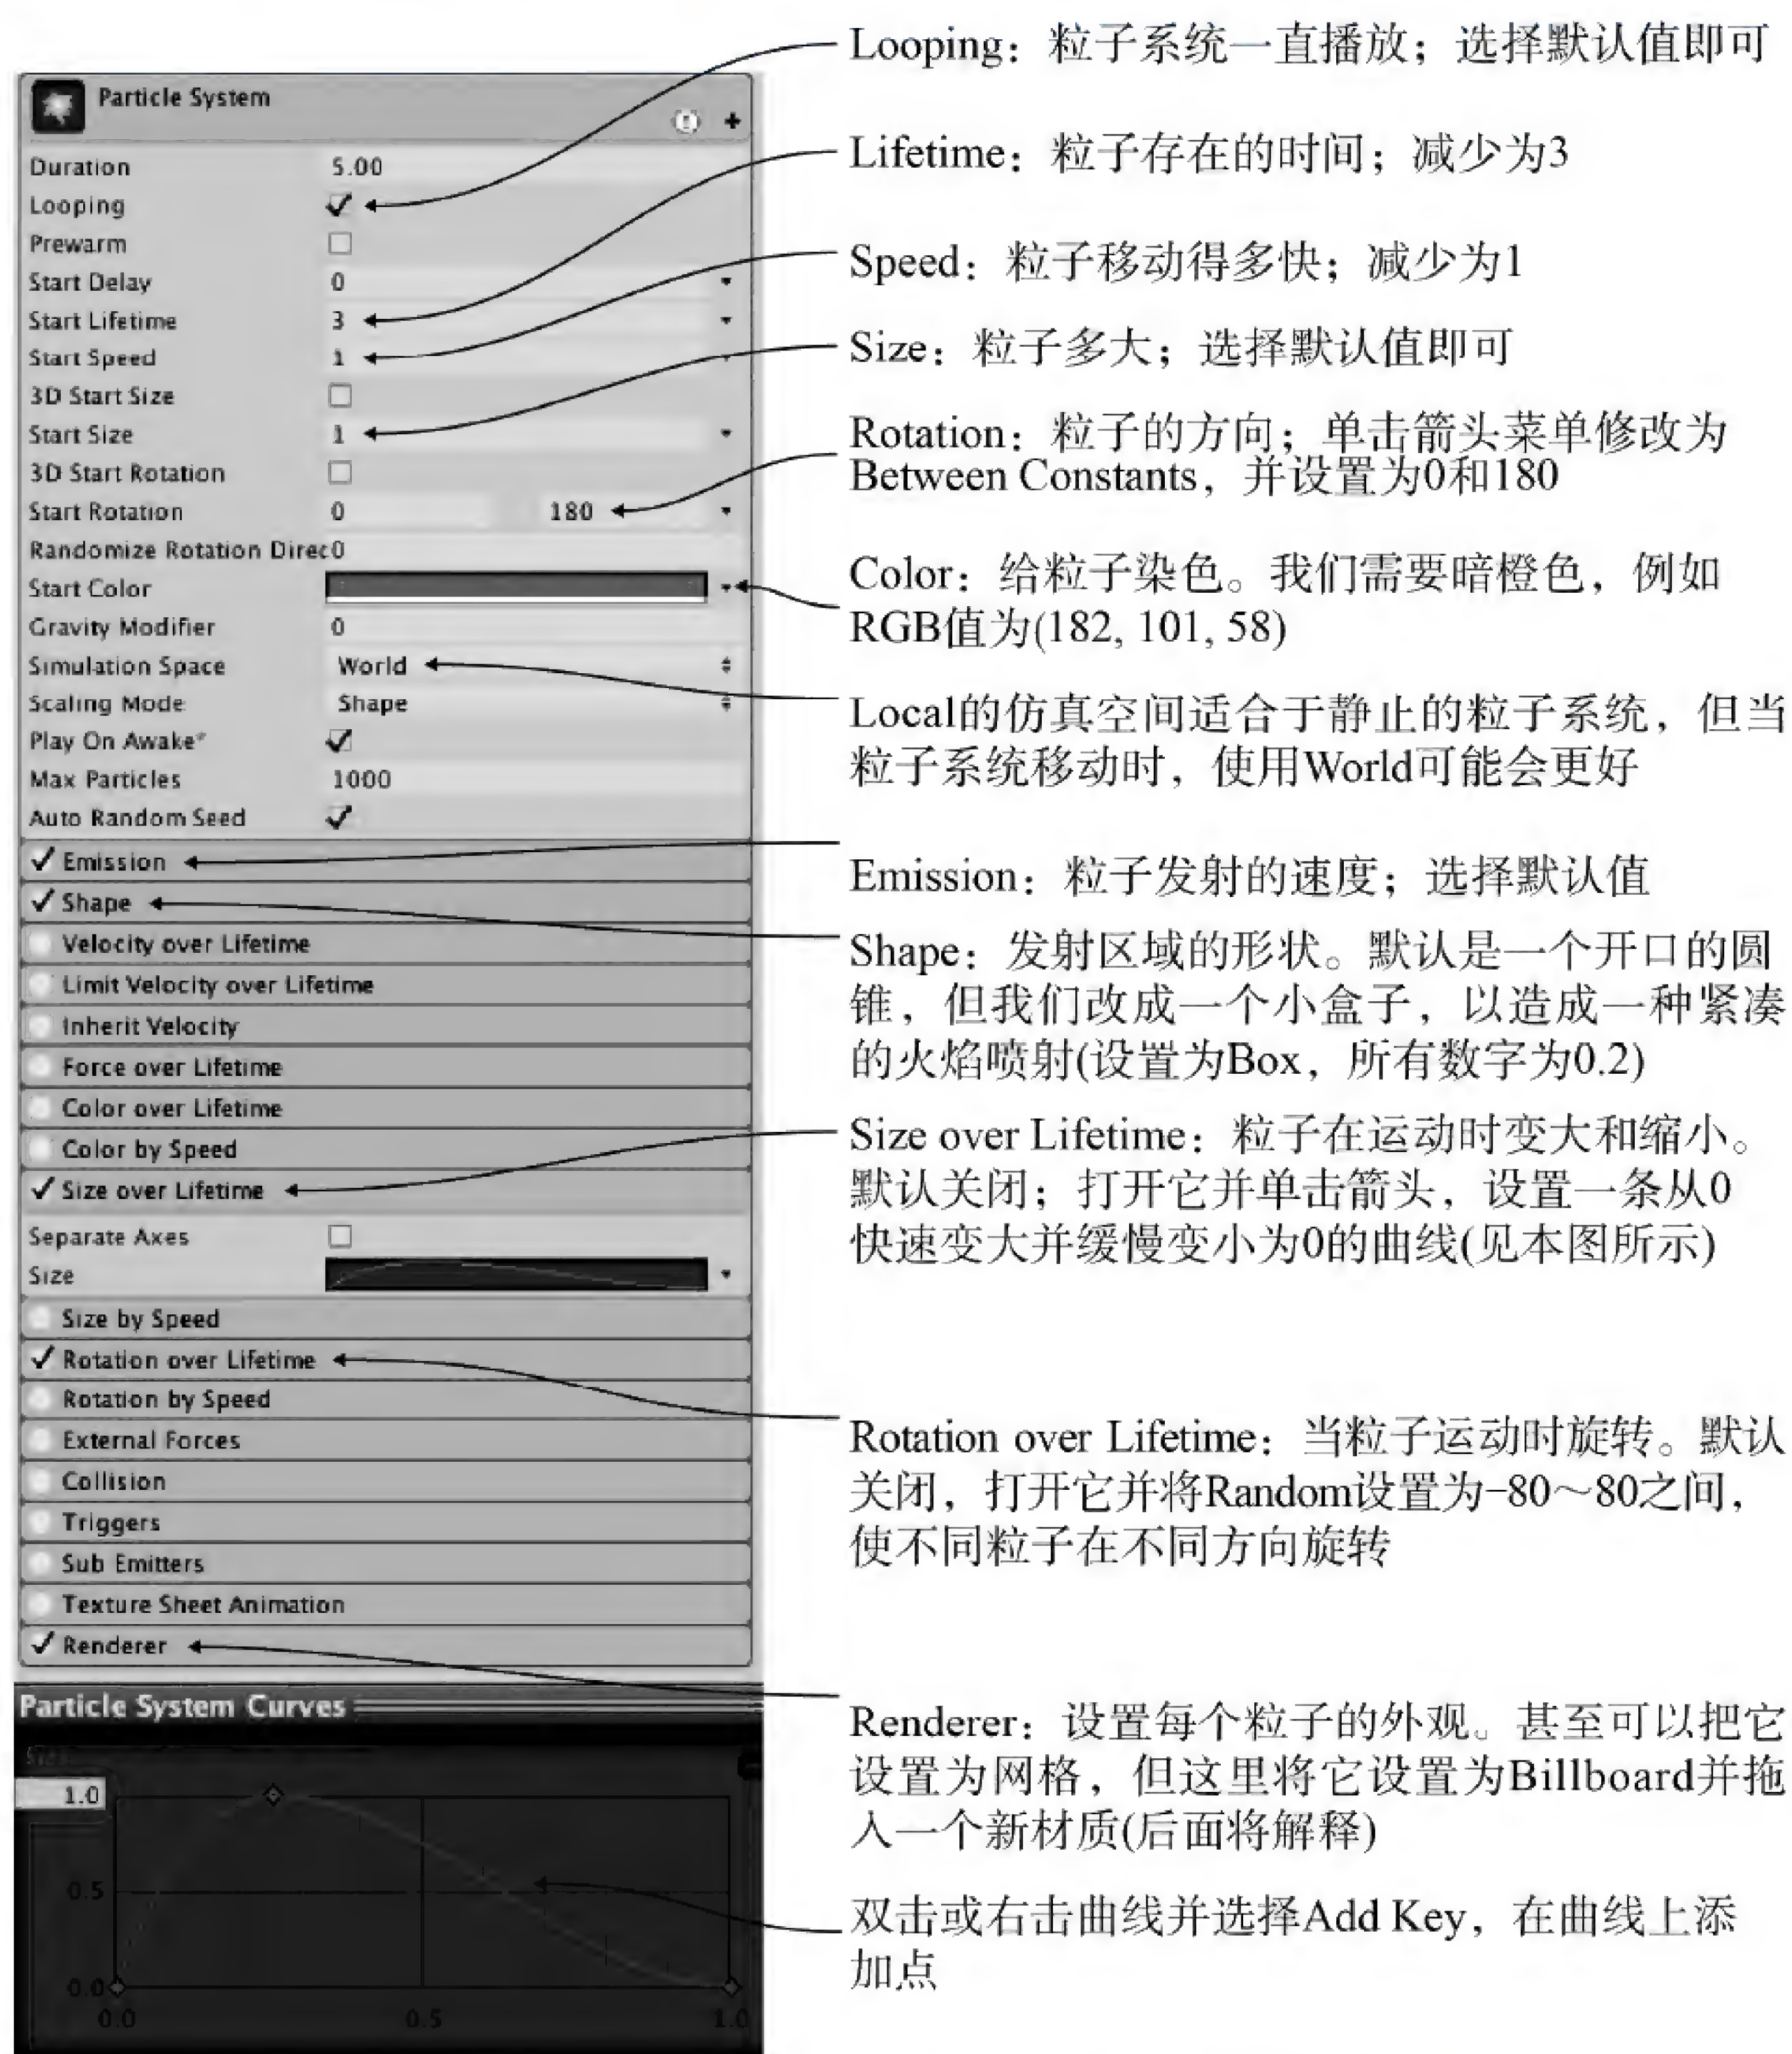 Particle System
Duration 5.00
Looping
Prewarm
Start Delay 0
Start Lifetime 3
Start Speed 1
3D Start Size
Start Size 1
3D Start Rotation
Start Rotation 0 180
Randomize Rotation Direc0
Start Color
Gravity Modifier 0
Simulation Space World
Scaling Mode Shape
Play On Awake*
Max Particles 1000
Auto Random Seed
Emission
Shape
Velocity over Lifetime
Limit Velocity over Lifetime
Inherit Velocity
Force over Lifetime
Color over Lifetime
Color by Speed
Size over Lifetime
Separate Axes
Size
Size by Speed
Rotation over Lifetime
Rotation by Speed
External Forces
Collision
Triggers
Sub Emitters
Texture Sheet Animation
Renderer
Particle System Curves
1.0
0.5
0.0
0.0 0.5 1.0
Looping：粒子系统一直播放；选择默认值即可
Lifetime：粒子存在的时间；减少为3
Speed：粒子移动得多快；减少为1
Size：粒子多大；选择默认值即可
Rotation：粒子的方向；单击箭头菜单修改为
Between Constants，并设置为0和180
Color：给粒子染色。我们需要暗橙色，例如
RGB值为(182, 101, 58)
Local的仿真空间适合于静止的粒子系统，但当
粒子系统移动时，使用World可能会更好
Emission：粒子发射的速度；选择默认值
Shape：发射区域的形状。默认是一个开口的圆
锥，但我们改成一个小盒子，以造成一种紧凑
的火焰喷射(设置为Box，所有数字为0.2)
Size over Lifetime：粒子在运动时变大和缩小。
默认关闭；打开它并单击箭头，设置一条从0
快速变大并缓慢变小为0的曲线(见本图所示)
Rotation over Lifetime：当粒子运动时旋转。默认
关闭，打开它并将Random设置为-80～80之间，
使不同粒子在不同方向旋转
Renderer：设置每个粒子的外观。甚至可以把它
设置为网格，但这里将它设置为Billboard并拖
入一个新材质(后面将解释)
双击或右击曲线并选择Add Key，在曲线上添
加点